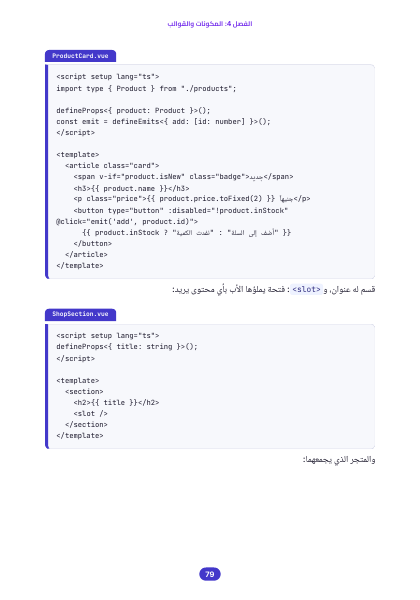 الفصل 4: المكونات والقوالب
ProductCard.vue
<script setup lang="ts">
import type { Product } from "./products";
defineProps<{ product: Product }>();
const emit = defineEmits<{ add: [id: number] }>();
</script>
<template>
<article class="card">
<span v-if="product.isNew" class="badge">جديد</span>
<h3>{{ product.name }}</h3>
<p class="price">{{ product.price.toFixed(2) }} جنيهًا</p>
<button type="button" :disabled="!product.inStock"
@click="emit('add', product.id)">
{{ product.inStock ? "أضف إلى السلة" : "نفدت الكمية" }}
</button>
</article>
</template>
قسم له عنوان، و <slot> : فتحة يملؤها الأب بأي محتوى يريد:
ShopSection.vue
<script setup lang="ts">
defineProps<{ title: string }>();
</script>
<template>
<section>
<h2>{{ title }}</h2>
<slot />
</section>
</template>
والمتجر الذي يجمعهما:
79